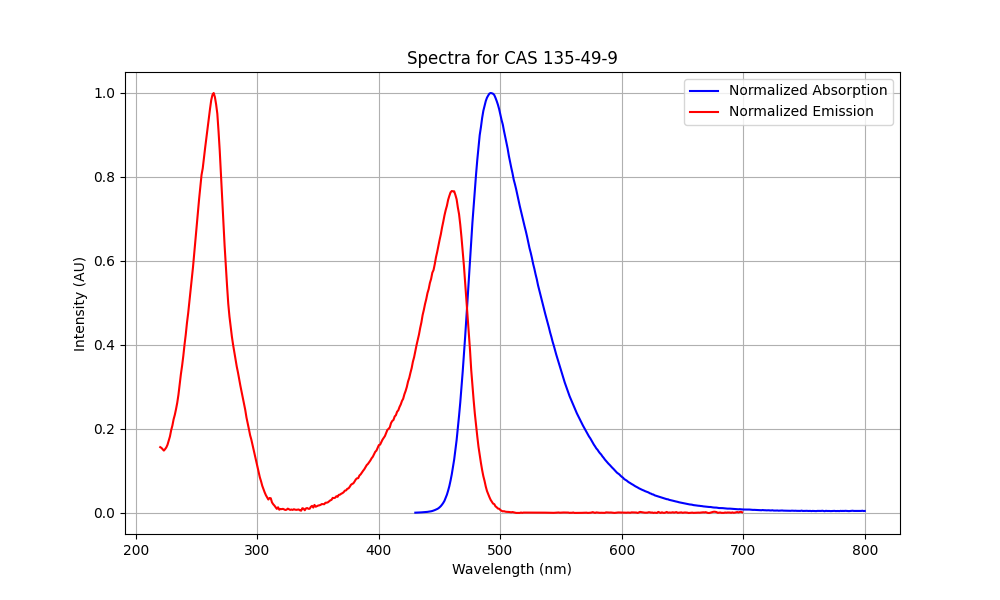 Spectra for CAS 135-49-9
Normalized Absorption
Normalized Emission
1.0
0.8
0.6
0.4
0.2
0.0
Intensity (AU)
200 300 400 500 600 700 800
Wavelength (nm)